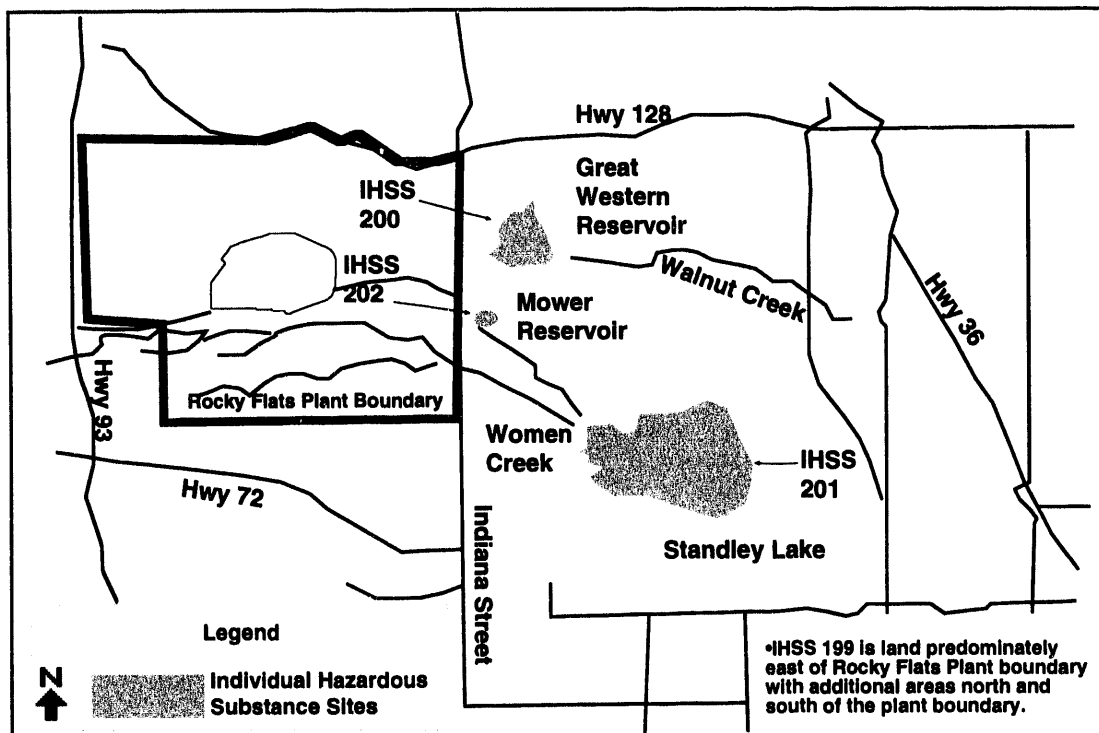 Hwy 128
IHSS
200
Great
Western
Reservoir
IHSS
202
Walnut Creek
Mower
Reservoir
Hwy 36
Hwy 93
Rocky Flats Plant Boundary
Women
Creek
IHSS
201
Hwy 72
Indiana Street
Standley Lake
Legend
N
Individual Hazardous
Substance Sites
•IHSS 199 is land predominately
east of Rocky Flats Plant boundary
with additional areas north and
south of the plant boundary.